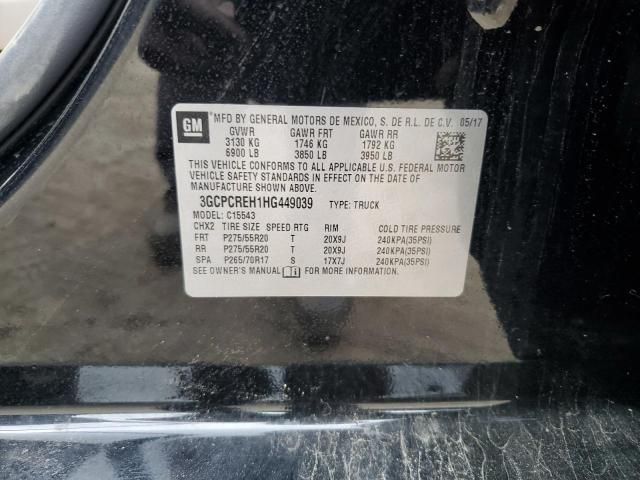 GM
MFD BY GENERAL MOTORS DE MEXICO, S. DE R.L. DE C.V. 05/17
GVWR GAWR FRT GAWR RR
3130 KG 1746 KG 1792 KG
6900 LB 3850 LB 3950 LB
THIS VEHICLE CONFORMS TO ALL APPLICABLE U.S. FEDERAL MOTOR
VEHICLE SAFETY STANDARDS IN EFFECT ON THE DATE OF
MANUFACTURE SHOWN ABOVE.
3GCPCREH1HG449039 TYPE: TRUCK
MODEL: C15543
CHX2 TIRE SIZE SPEED RTG RIM COLD TIRE PRESSURE
FRT P275/55R20 T 20X9J 240KPA(35PSI)
RR P275/55R20 T 20X9J 240KPA(35PSI)
SPA P265/70R17 S 17X7J 240KPA(35PSI)
SEE OWNER'S MANUAL FOR MORE INFORMATION.